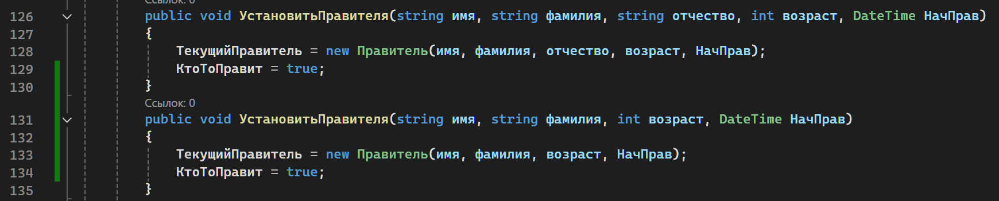 Ссылок: 0
126 public void УстановитьПравителя(string имя, string фамилия, string отчество, int возраст, DateTime НачПрав)
127 {
128 ТекущийПравитель = new Правитель(имя, фамилия, отчество, возраст, НачПрав);
129 КтоТоПравит = true;
130 }
Ссылок: 0
131 public void УстановитьПравителя(string имя, string фамилия, int возраст, DateTime НачПрав)
132 {
133 ТекущийПравитель = new Правитель(имя, фамилия, возраст, НачПрав);
134 КтоТоПравит = true;
135 }